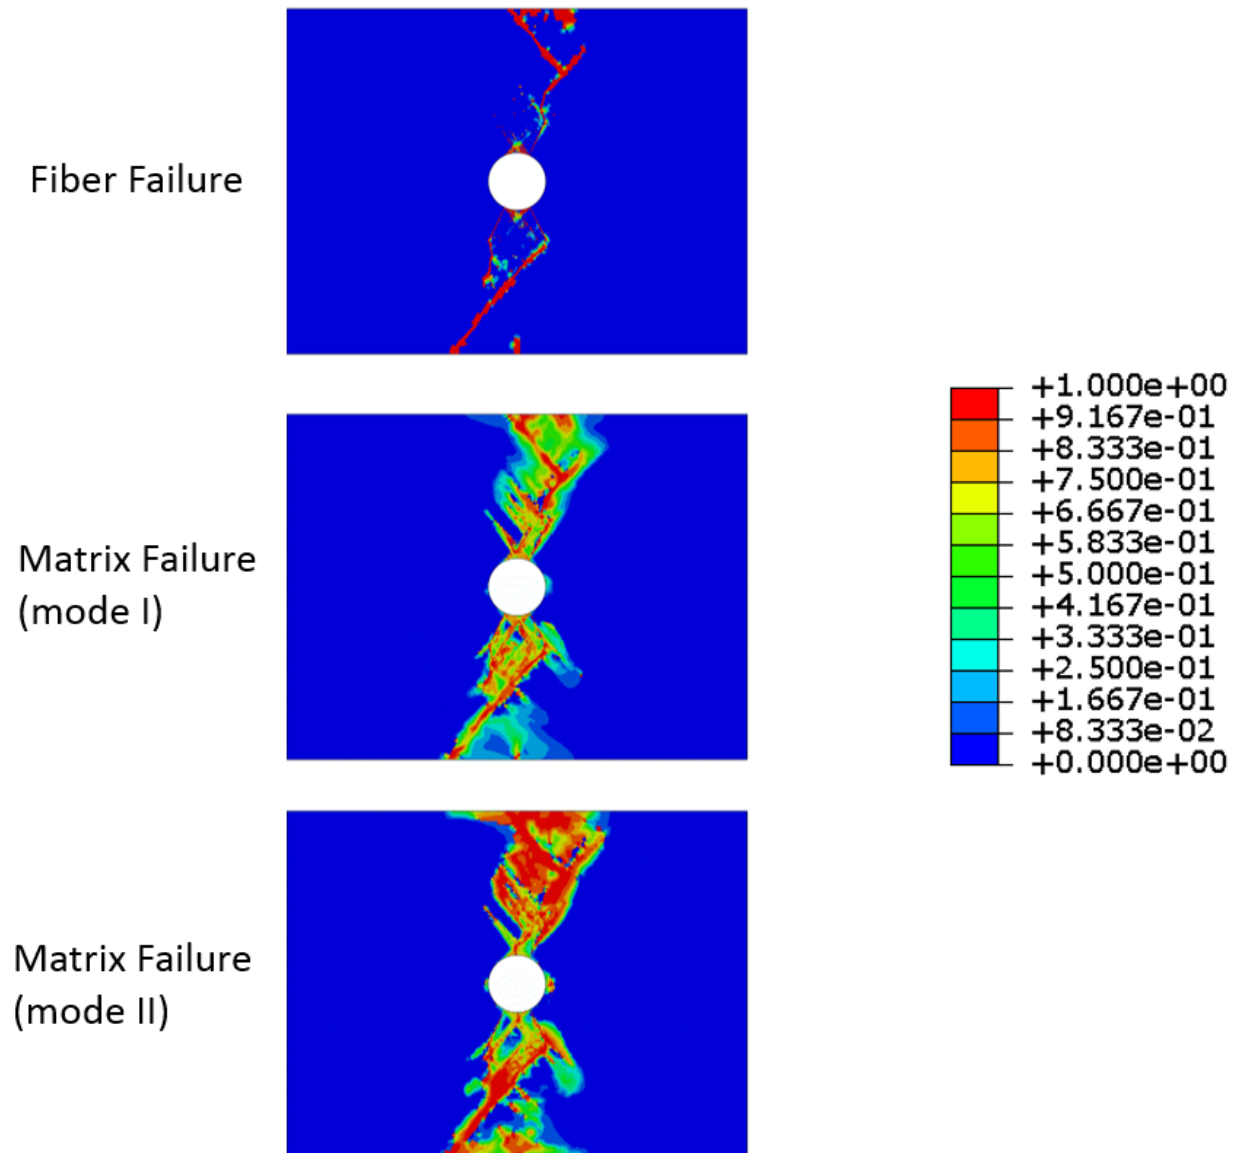 Fiber Failure
Matrix Failure
(mode I)
+1.000e+00
+9.167e-01
+8.333e-01
+7.500e-01
+6.667e-01
+5.833e-01
+5.000e-01
+4.167e-01
+3.333e-01
+2.500e-01
+1.667e-01
+8.333e-02
+0.000e+00
Matrix Failure
(mode II)